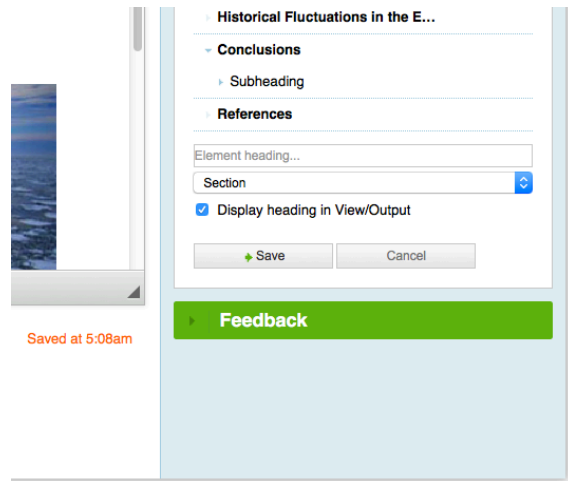 Historical Fluctuations in the E...
Conclusions
Subheading
References
Element heading...
Section
Display heading in View/Output
Save
Cancel
Feedback
Saved at 5:08am